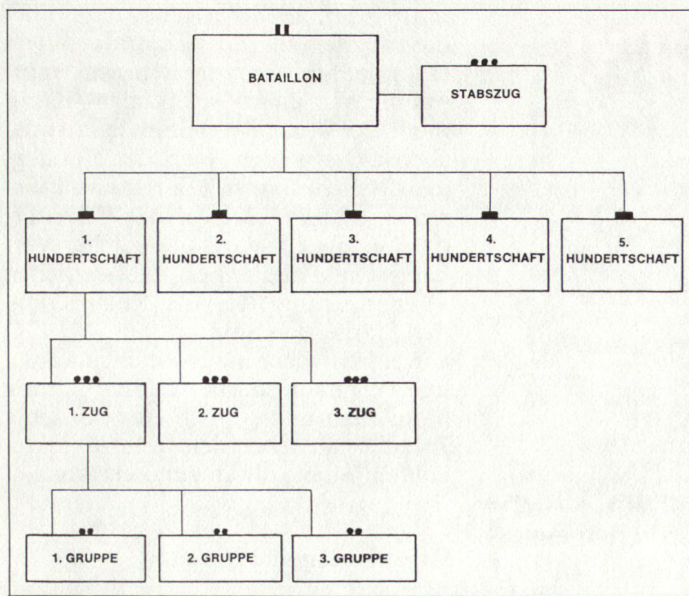 BATAILLON
STABSZUG
1.
HUNDERTSCHAFT
2.
HUNDERTSCHAFT
3.
HUNDERTSCHAFT
4.
HUNDERTSCHAFT
5.
HUNDERTSCHAFT
1. ZUG
2. ZUG
3. ZUG
1. GRUPPE
2. GRUPPE
3. GRUPPE